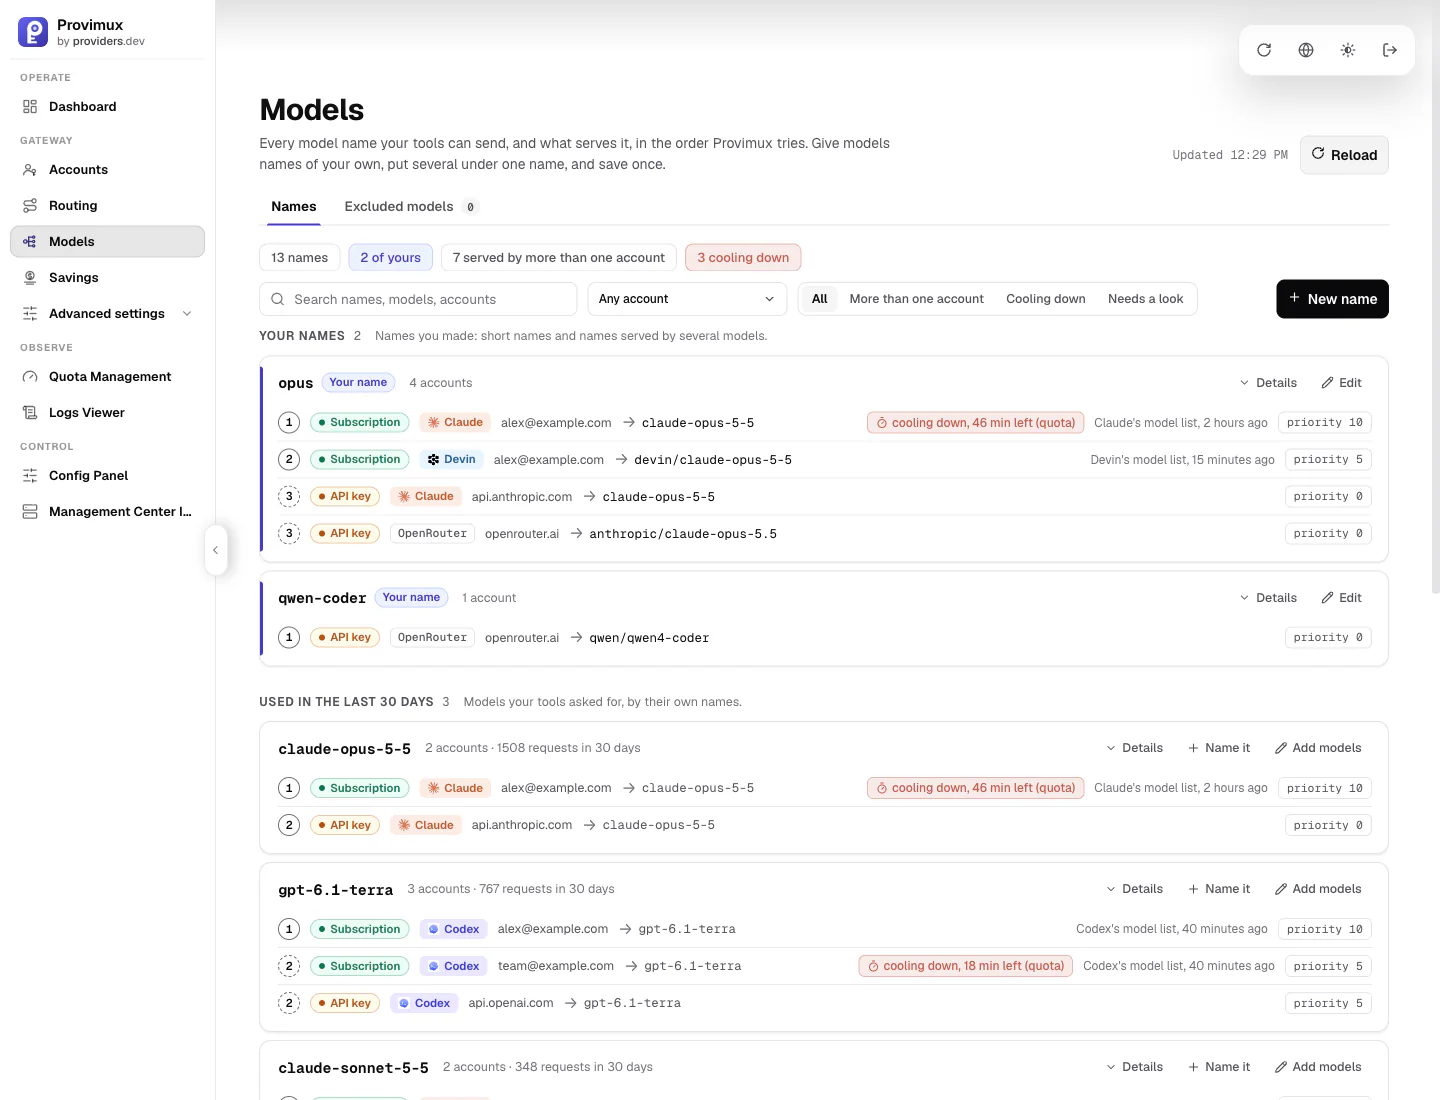 Provimux
by providers.dev
OPERATE
Dashboard
GATEWAY
Accounts
Routing
Models
Savings
Advanced settings
OBSERVE
Quota Management
Logs Viewer
CONTROL
Config Panel
Management Center I...
Models
Every model name your tools can send, and what serves it, in the order Provimux tries. Give models
names of your own, put several under one name, and save once.
Updated 12:29 PM
Reload
Names
Excluded models 0
13 names
2 of yours
7 served by more than one account
3 cooling down
Search names, models, accounts
Any account
All
More than one account
Cooling down
Needs a look
+ New name
YOUR NAMES 2 Names you made: short names and names served by several models.
opus Your name 4 accounts Details Edit
1 Subscription Claude alex@example.com → claude-opus-5-5 cooling down, 46 min left (quota) Claude's model list, 2 hours ago priority 10
2 Subscription Devin alex@example.com → devin/claude-opus-5-5 Devin's model list, 15 minutes ago priority 5
3 API key Claude api.anthropic.com → claude-opus-5-5 priority 0
3 API key OpenRouter openrouter.ai → anthropic/claude-opus-5.5 priority 0
qwen-coder Your name 1 account Details Edit
1 API key OpenRouter openrouter.ai → qwen/qwen4-coder priority 0
USED IN THE LAST 30 DAYS 3 Models your tools asked for, by their own names.
claude-opus-5-5 2 accounts · 1508 requests in 30 days Details + Name it Add models
1 Subscription Claude alex@example.com → claude-opus-5-5 cooling down, 46 min left (quota) Claude's model list, 2 hours ago priority 10
2 API key Claude api.anthropic.com → claude-opus-5-5 priority 0
gpt-6.1-terra 3 accounts · 767 requests in 30 days Details + Name it Add models
1 Subscription Codex alex@example.com → gpt-6.1-terra Codex's model list, 40 minutes ago priority 10
2 Subscription Codex team@example.com → gpt-6.1-terra cooling down, 18 min left (quota) Codex's model list, 40 minutes ago priority 5
2 API key Codex api.openai.com → gpt-6.1-terra priority 5
claude-sonnet-5-5 2 accounts · 348 requests in 30 days Details + Name it Add models